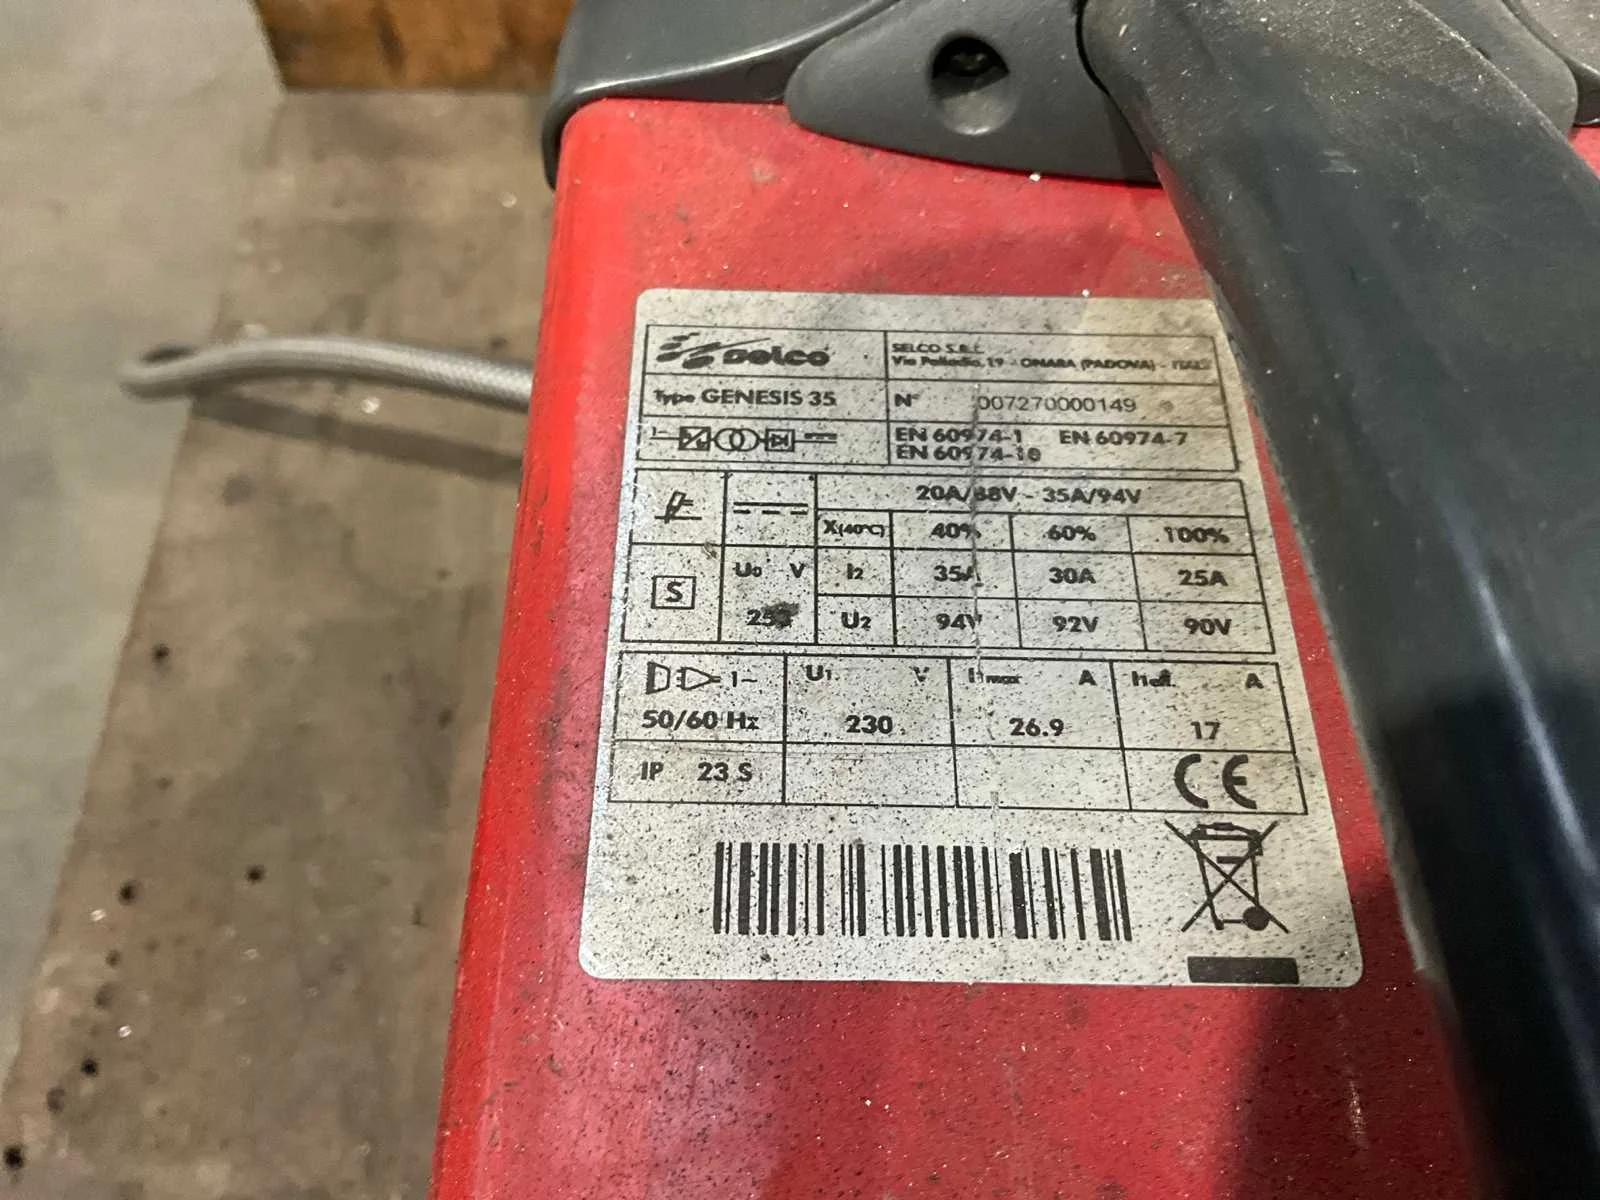 Selco
SELCO S.R.L.
Via Palladio, 19 - ONARA (PADOVA) - ITALY
Type GENESIS 35
N° 007270000149
1~
EN 60974-1 EN 60974-7
EN 60974-10
20A/88V - 35A/94V
X(40°C) 40% 60% 100%
U0 V
I2 35A 30A 25A
S
U2 94V 92V 90V
1~
U1 V
I1max A
I1eff. A
50/60 Hz
230
26.9
17
IP 23 S
CE